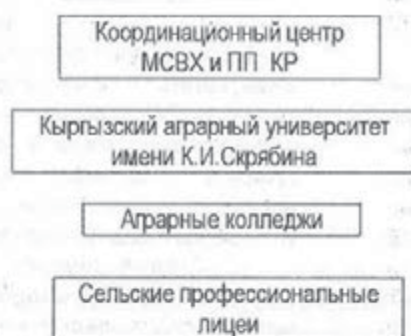 Координационный центр
МСВХ и ПП КР
Кыргызский аграрный университет
имени К.И.Скрябина
Аграрные колледжи
Сельские профессиональные
лицеи